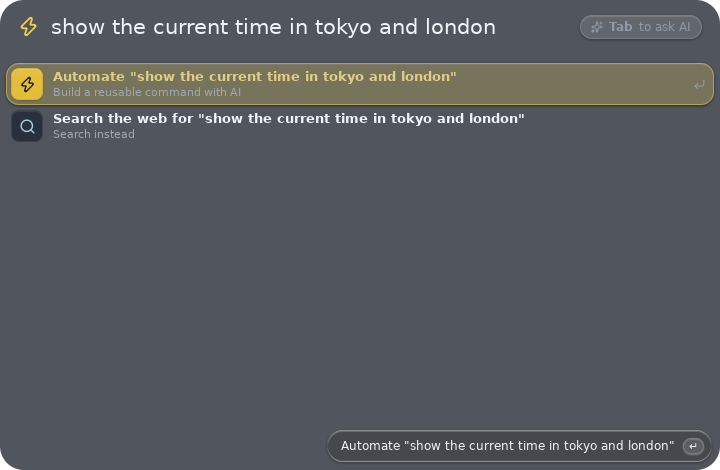 show the current time in tokyo and london
Tab to ask AI
Automate "show the current time in tokyo and london"
Build a reusable command with AI
Search the web for "show the current time in tokyo and london"
Search instead
Automate "show the current time in tokyo and london"